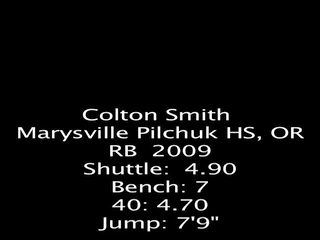 Colton Smith
Marysville Pilchuk HS, OR
RB 2009
Shuttle: 4.90
Bench: 7
40: 4.70
Jump: 7'9"